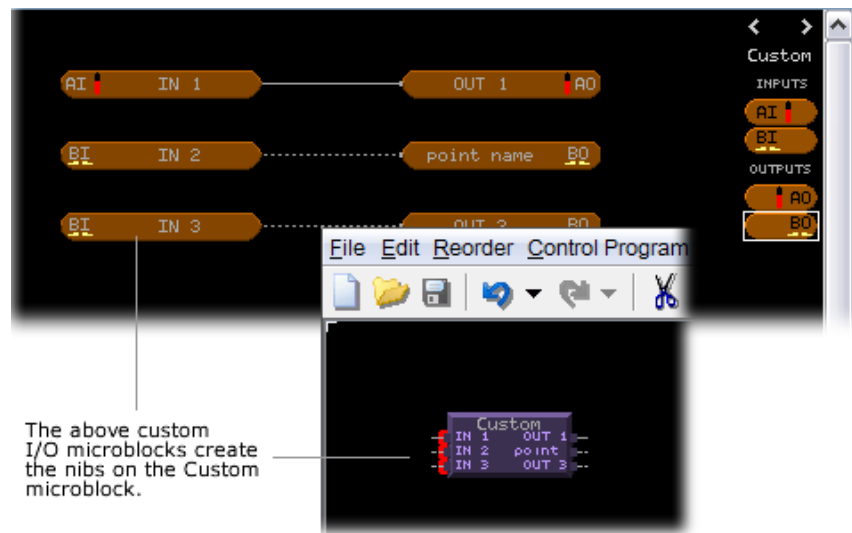 Custom
INPUTS
AI
BI
OUTPUTS
AO
BO
AI IN 1 OUT 1 AO
BI IN 2 point name BO
BI IN 3 OUT 3 BO
File Edit Reorder Control Program
Custom
IN 1 OUT 1
IN 2 point
IN 3 OUT 3
The above custom
I/O microblocks create
the nibs on the Custom
microblock.